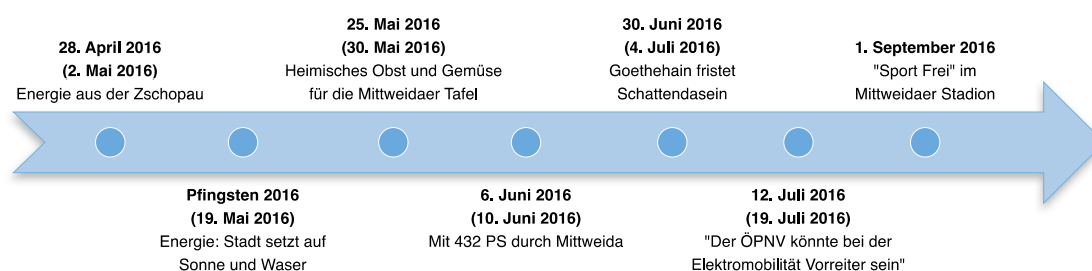 28. April 2016
(2. Mai 2016)
Energie aus der Zschopau
Pfingsten 2016
(19. Mai 2016)
Energie: Stadt setzt auf
Sonne und Waser
25. Mai 2016
(30. Mai 2016)
Heimisches Obst und Gemüse
für die Mittweidaer Tafel
6. Juni 2016
(10. Juni 2016)
Mit 432 PS durch Mittweida
30. Juni 2016
(4. Juli 2016)
Goethehain fristet
Schattendasein
12. Juli 2016
(19. Juli 2016)
"Der ÖPNV könnte bei der
Elektromobilität Vorreiter sein"
1. September 2016
"Sport Frei" im
Mittweidaer Stadion